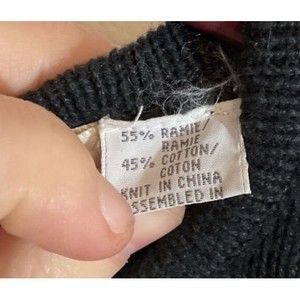 55% RAMIE/
RAMIE
45% COTTON/
COTON
KNIT IN CHINA
ASSEMBLED IN